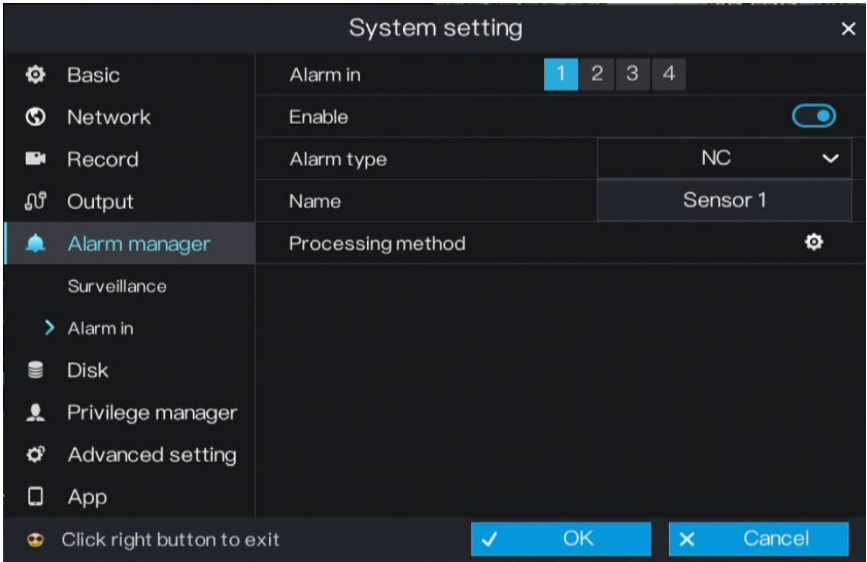 System setting
Basic
Alarm in 1 2 3 4
Network
Enable
Record
Alarm type NC
Output
Name Sensor 1
Alarm manager
Processing method
Surveillance
Alarm in
Disk
Privilege manager
Advanced setting
App
Click right button to exit OK Cancel